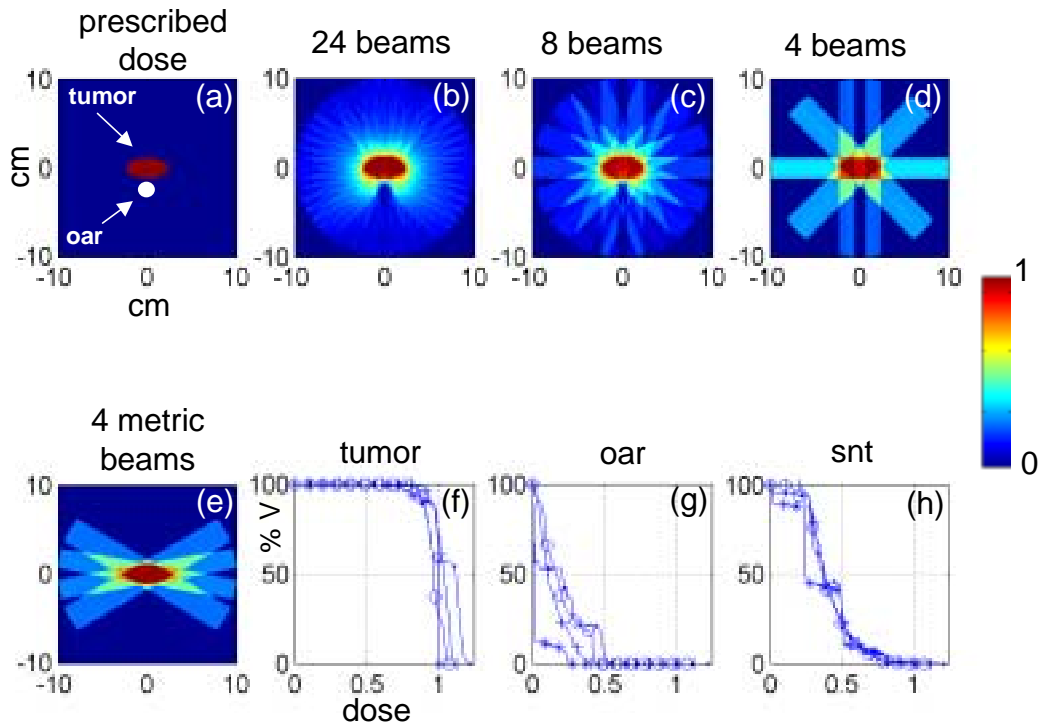 prescribed
dose
24 beams
8 beams
4 beams
10
tumor
(a)
cm
0
oar
-10
-10 0 10
cm
10
(b)
0
-10
-10 0 10
10
(c)
0
-10
-10 0 10
10
(d)
0
-10
-10 0 10
1
0
4 metric
beams
tumor
oar
snt
10
(e)
0
-10
-10 0 10
100
(f)
% V
50
0
0 0.5 1
dose
100
(g)
50
0
0 0.5 1
100
(h)
50
0
0 0.5 1